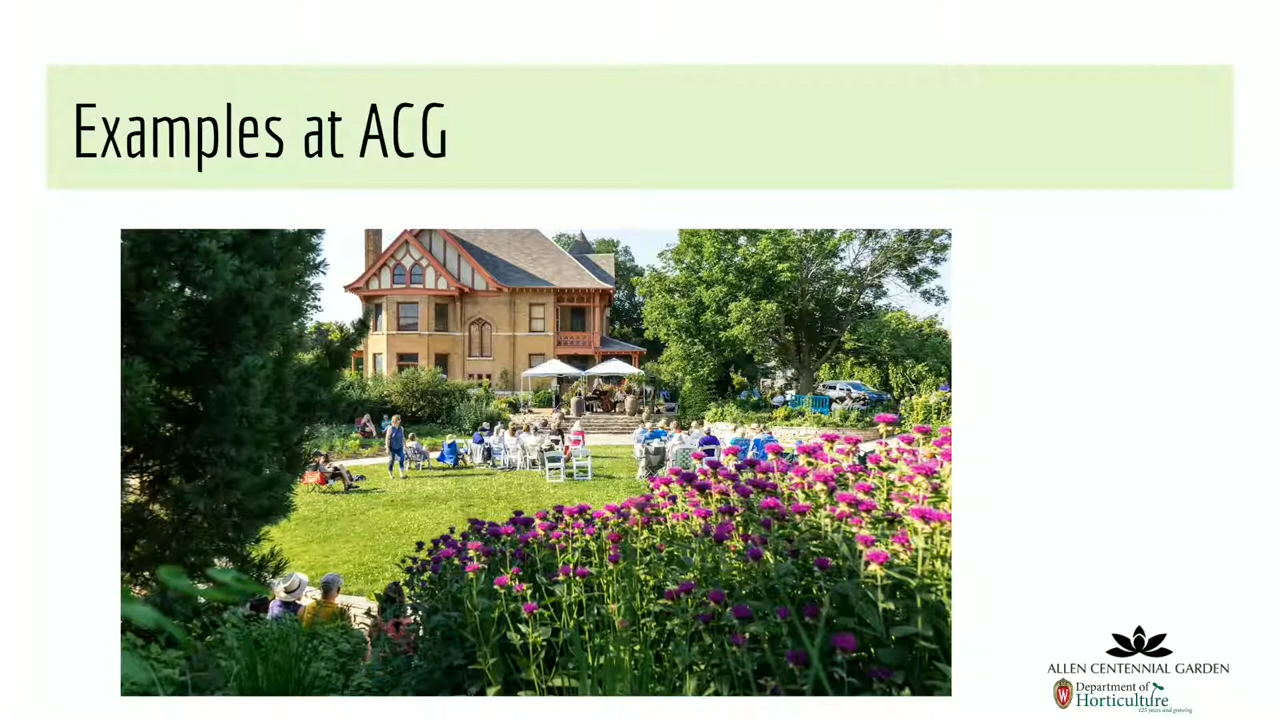 Examples at ACG
ALLEN CENTENNIAL GARDEN
W
Department of
Horticulture
125 years and growing